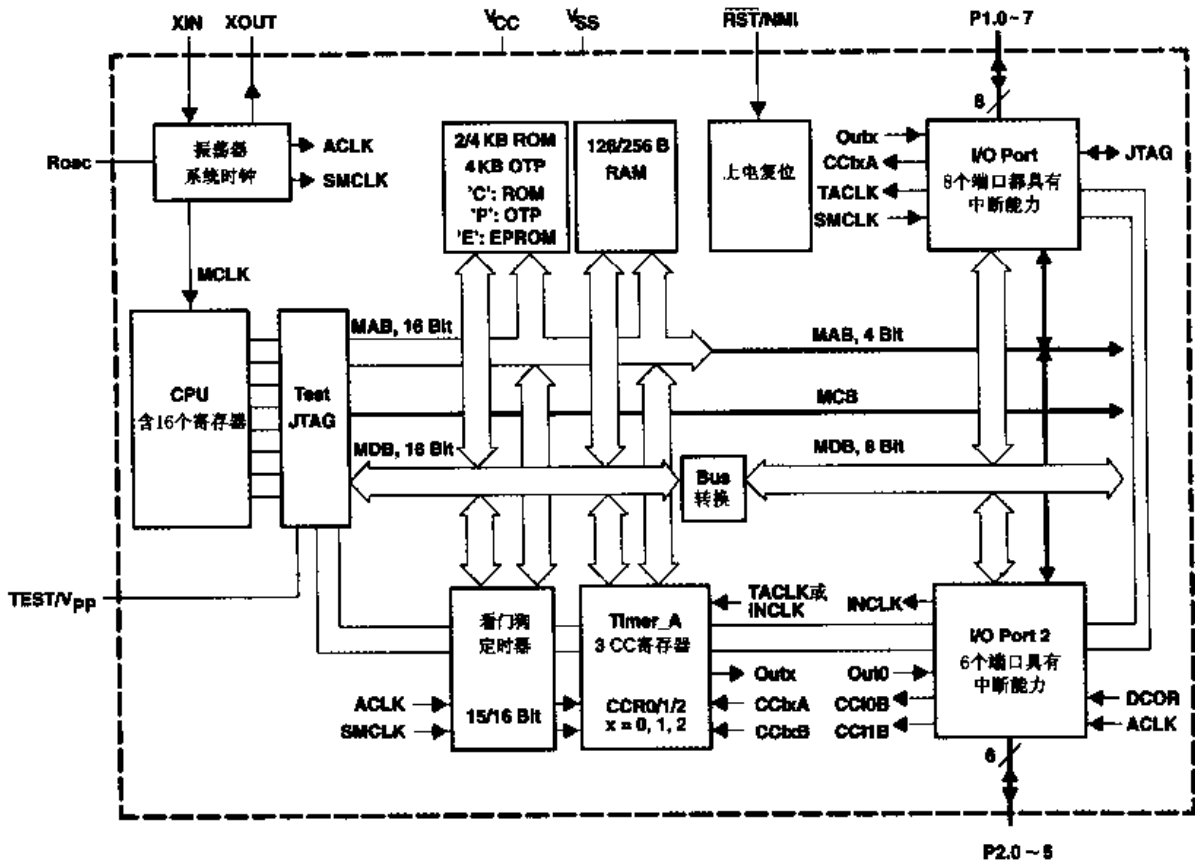 XIN
XOUT
VCC
VSS
RST/NMI
P1.0~7
8
振荡器
系统时钟
Rosc
ACLK
SMCLK
MCLK
2/4 KB ROM
4KB OTP
'C': ROM
'P': OTP
'E': EPROM
128/256 B
RAM
上电复位
Outx
CCIxA
TACLK
SMCLK
I/O Port
8个端口都具有
中断能力
JTAG
CPU
含16个寄存器
Test
JTAG
MAB, 16 Bit
MAB, 4 Bit
MCB
MDB, 16 Bit
MDB, 8 Bit
Bus
转换
TEST/VPP
看门狗
定时器
15/16 Bit
ACLK
SMCLK
Timer_A
3 CC寄存器
CCR0/1/2
x = 0, 1, 2
TACLK或
INCLK
Outx
CCIxA
CCIxB
INCLK
Out0
CCI0B
CCI1B
I/O Port 2
6个端口具有
中断能力
DCOR
ACLK
6
P2.0~5